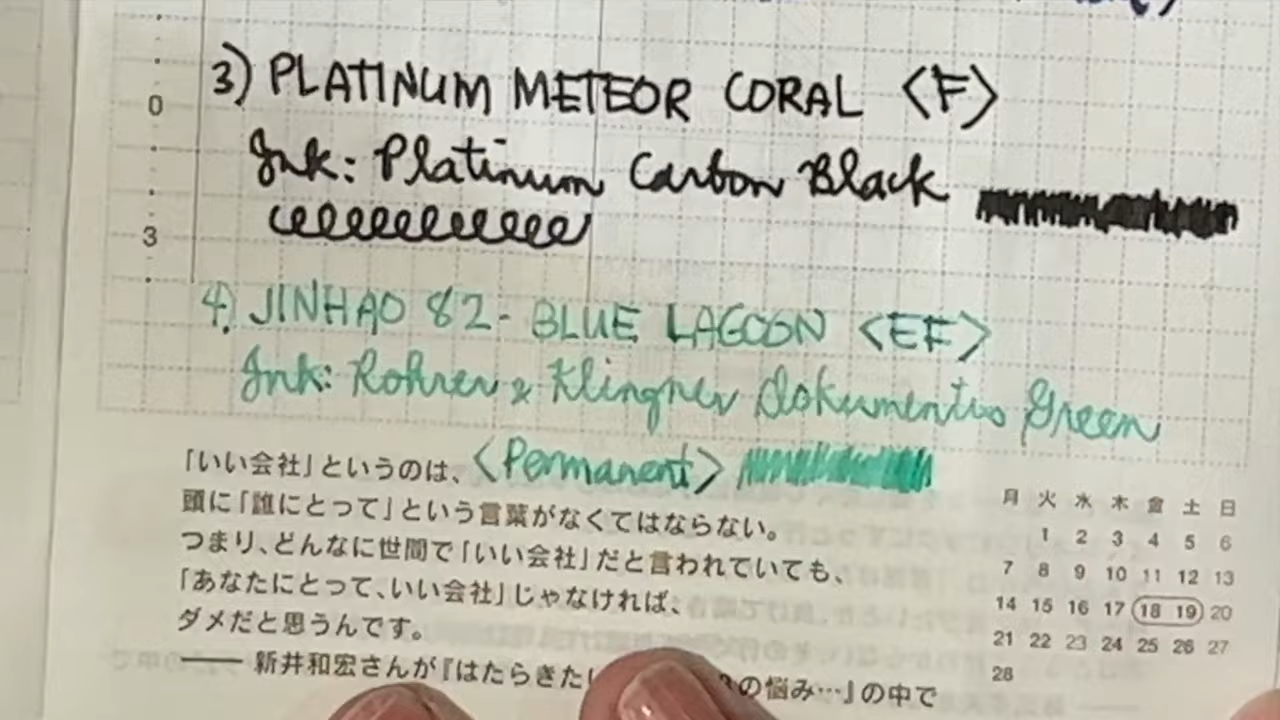 3) PLATINUM METEOR CORAL <F>
0
Ink: Platinum Carbon Black
3
4) JINHAO 82 - BLUE LAGOON <EF>
Ink: Rohrer & Klingner Dokumentus Green
<Permanent>
「いい会社」というのは、
頭に「誰にとって」という言葉がなくてはならない。
つまり、どんなに世間で「いい会社」だと言われていても、
「あなたにとって、いい会社」じゃなければ、
ダメだと思うんです。
—— 新井和宏さんが『はたらきたい の悩み…』の中で
月 火 水 木 金 土 日
1 2 3 4 5 6
7 8 9 10 11 12 13
14 15 16 17 18 19 20
21 22 23 24 25 26 27
28